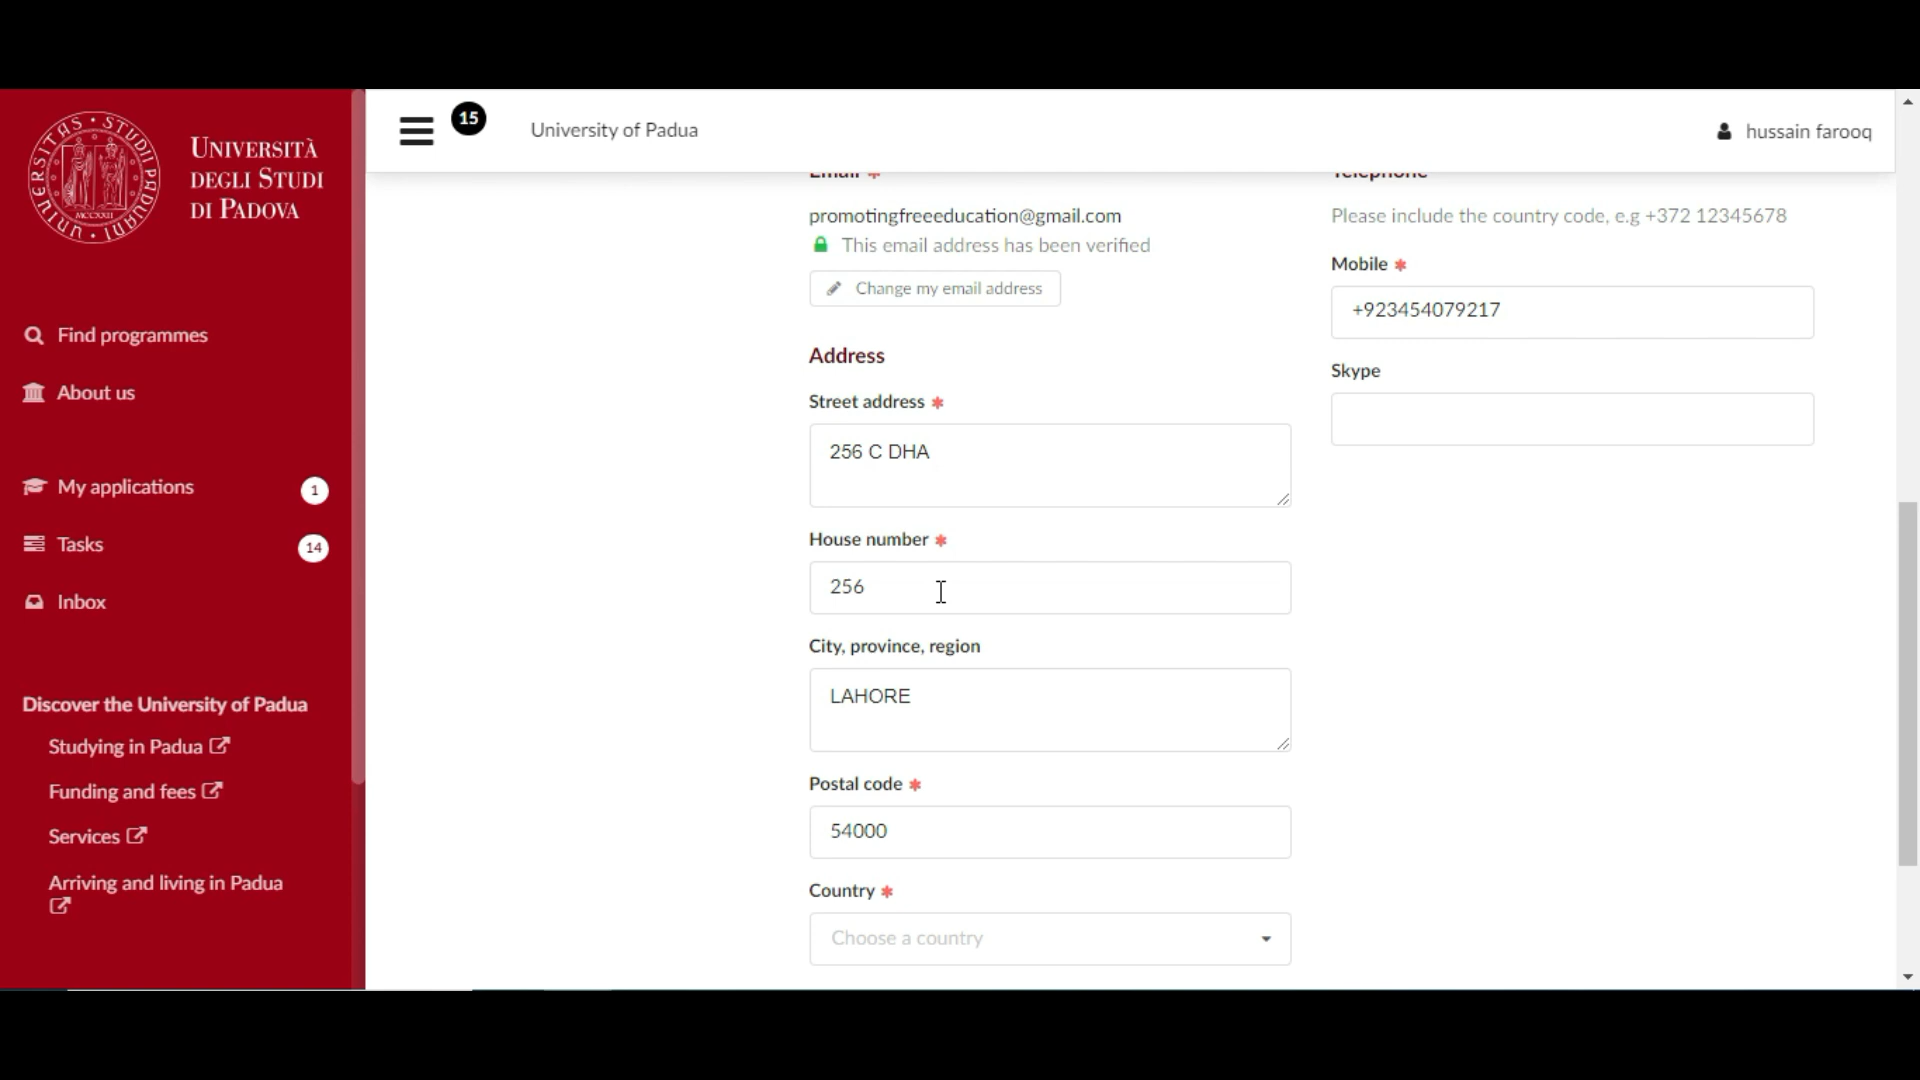 UNIVERSITÀ
DEGLI STUDI
DI PADOVA
Find programmes
About us
My applications 1
Tasks 14
Inbox
Discover the University of Padua
Studying in Padua
Funding and fees
Services
Arriving and living in Padua
15 University of Padua hussain farooq
Email *
promotingfreeeducation@gmail.com
This email address has been verified
Change my email address
Address
Street address *
256 C DHA
House number *
256
City, province, region
LAHORE
Postal code *
54000
Country *
Choose a country
Telephone
Please include the country code, e.g +372 12345678
Mobile *
+923454079217
Skype